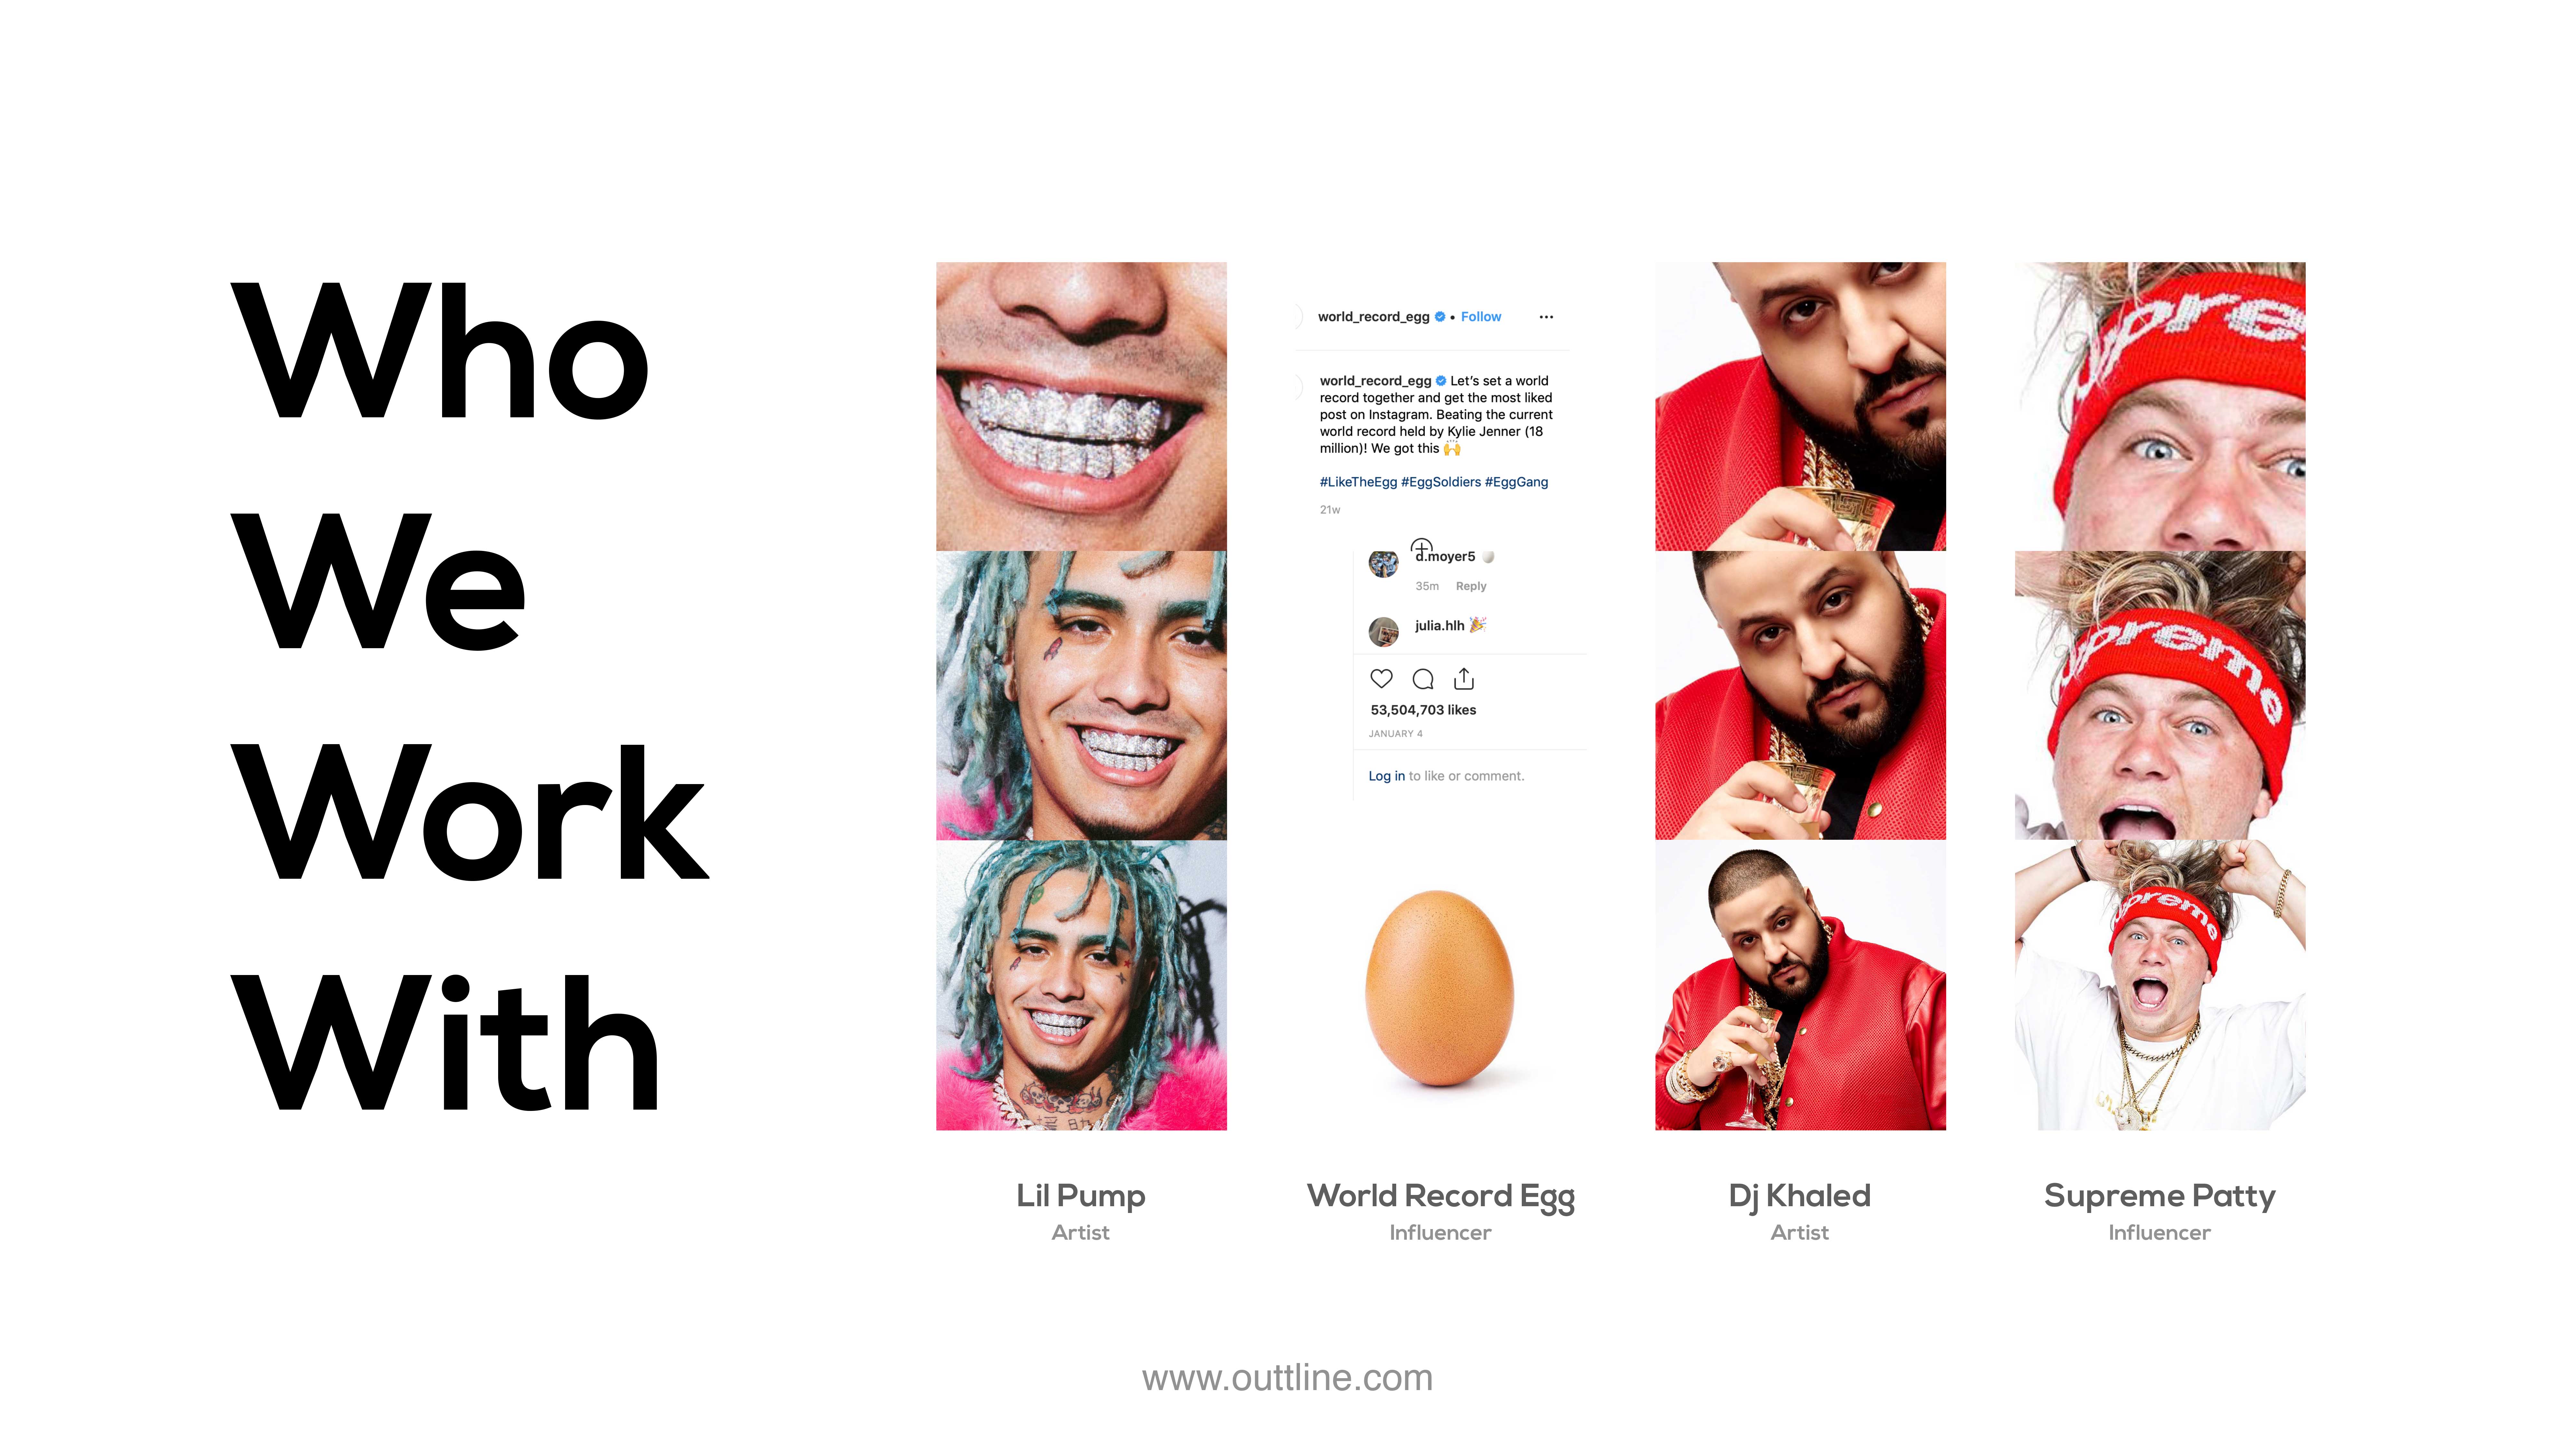 Who
We
Work
With
upre
world_record_egg • Follow ...
world_record_egg Let's set a world
record together and get the most liked
post on Instagram. Beating the current
world record held by Kylie Jenner (18
million)! We got this 🙌
#LikeTheEgg #EggSoldiers #EggGang
21w
d.moyer5 🥚
35m Reply
julia.hlh 🎉
53,504,703 likes
JANUARY 4
Log in to like or comment.
upreme
upreme
Lil Pump
Artist
World Record Egg
Influencer
Dj Khaled
Artist
Supreme Patty
Influencer
www.outtline.com